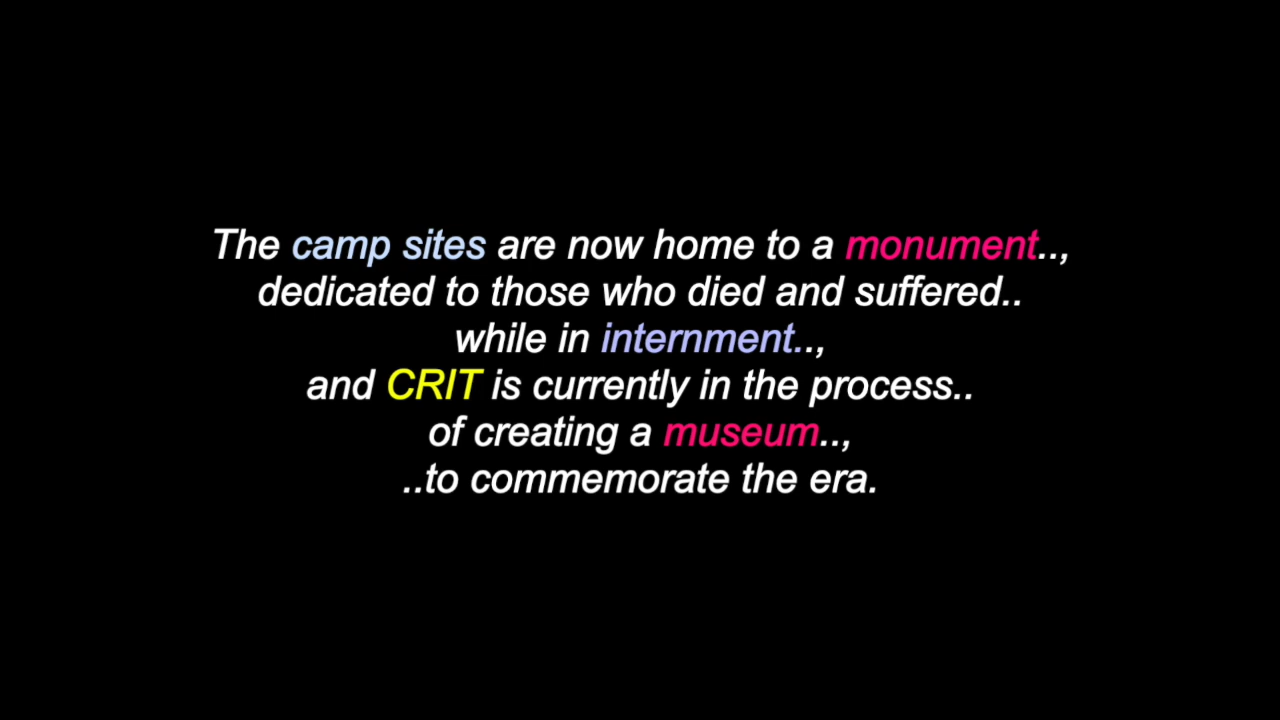 The camp sites are now home to a monument..,
dedicated to those who died and suffered..
while in internment..,
and CRIT is currently in the process..
of creating a museum..,
..to commemorate the era.